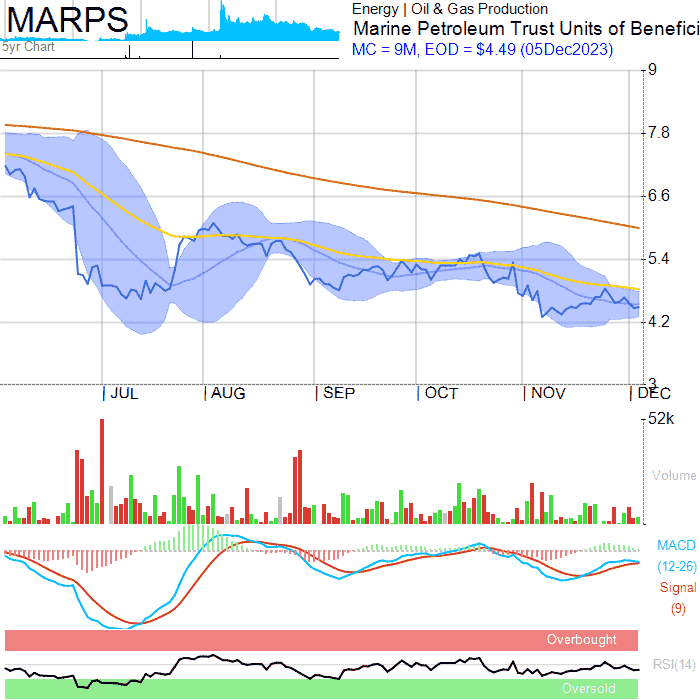 MARPS
5yr Chart
Energy | Oil & Gas Production
Marine Petroleum Trust Units of Benefici
MC = 9M, EOD = $4.49 (05Dec2023)
9
7.8
6.6
5.4
4.2
3
JUL
AUG
SEP
OCT
NOV
DEC
52k
Volume
MACD
(12-26)
Signal
(9)
Overbought
RSI(14)
Oversold